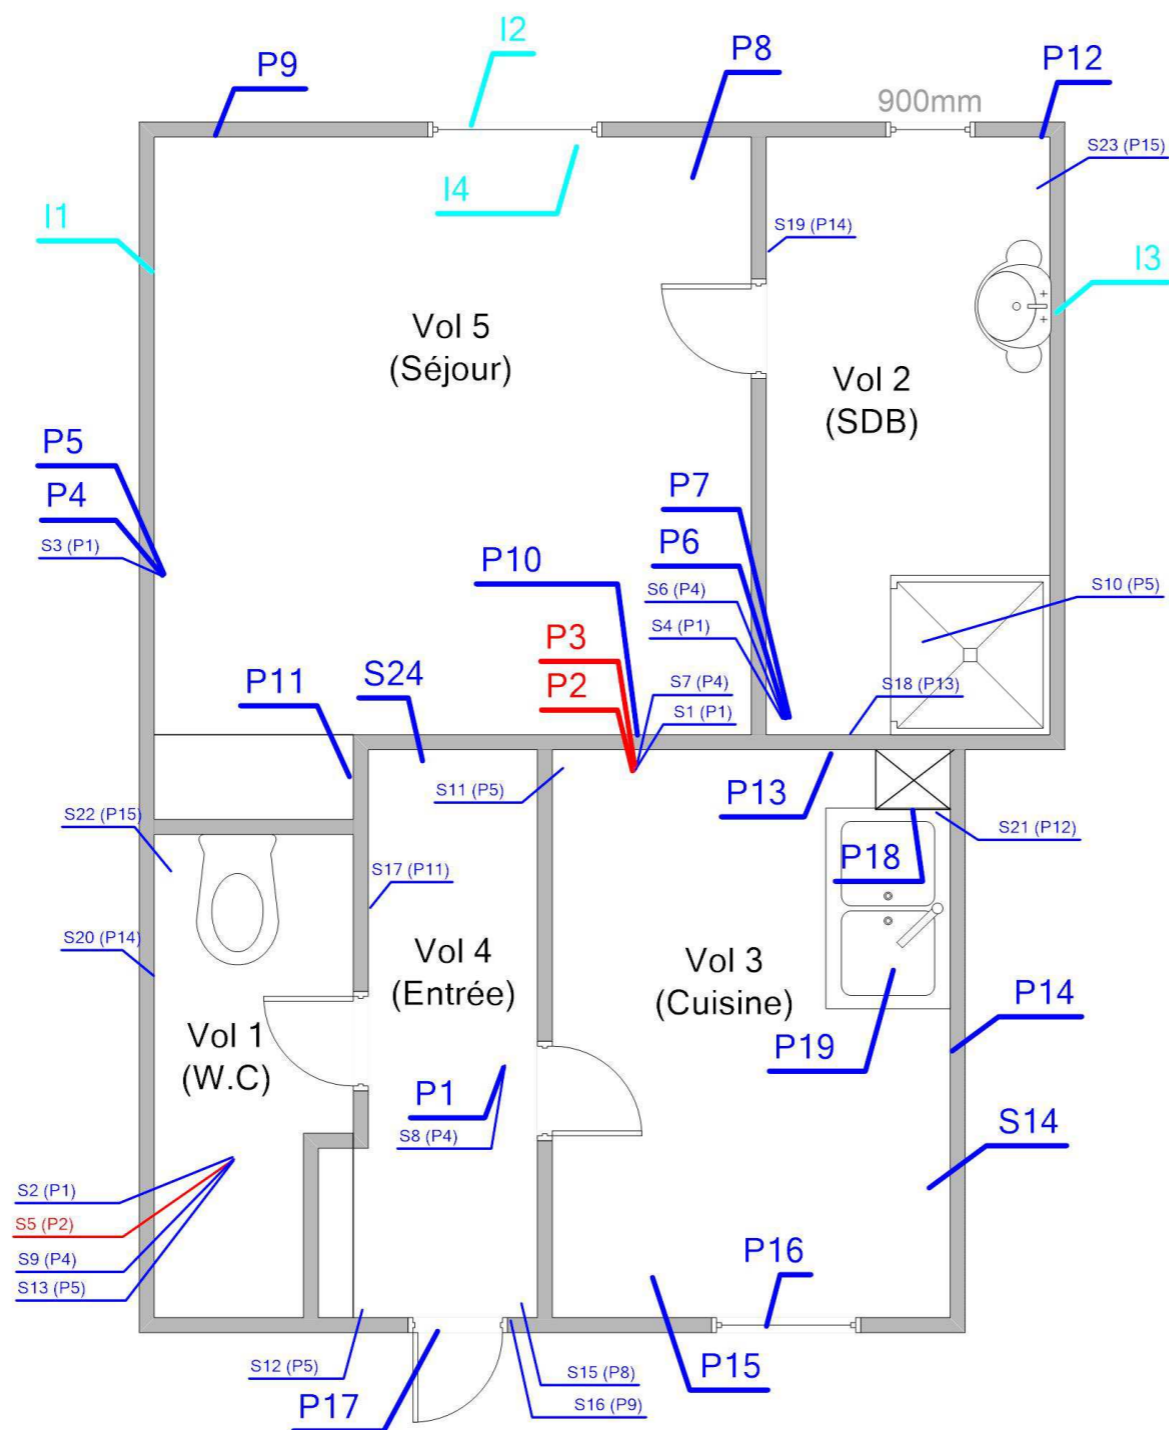 I2
P9
P8
P12
900mm
S23 (P15)
I4
I1
S19 (P14)
I3
Vol 5
(Séjour)
Vol 2
(SDB)
P5
P4
S3 (P1)
P7
P6
P10
S6 (P4)
S10 (P5)
S4 (P1)
P3
P2
P11
S24
S7 (P4)
S1 (P1)
S18 (P13)
S11 (P5)
P13
S22 (P15)
S21 (P12)
P18
S17 (P11)
S20 (P14)
Vol 4
(Entrée)
Vol 3
(Cuisine)
P14
Vol 1
(W.C)
P19
P1
S8 (P4)
S14
S2 (P1)
S5 (P2)
S9 (P4)
S13 (P5)
P16
S12 (P5)
S15 (P8)
P15
P17
S16 (P9)